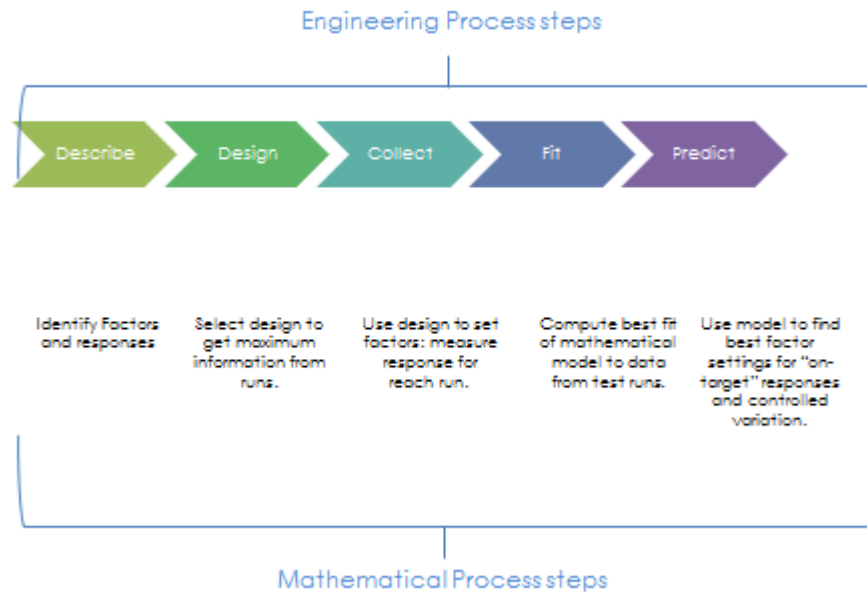 Engineering Process steps
Describe
Design
Collect
Fit
Predict
Identify Factors
and responses
Select design to
get maximum
information from
runs.
Use design to set
factors: measure
response for
reach run.
Compute best fit
of mathematical
model to data
from test runs.
Use model to find
best factor
settings for “on-
target” responses
and controlled
variation.
Mathematical Process steps